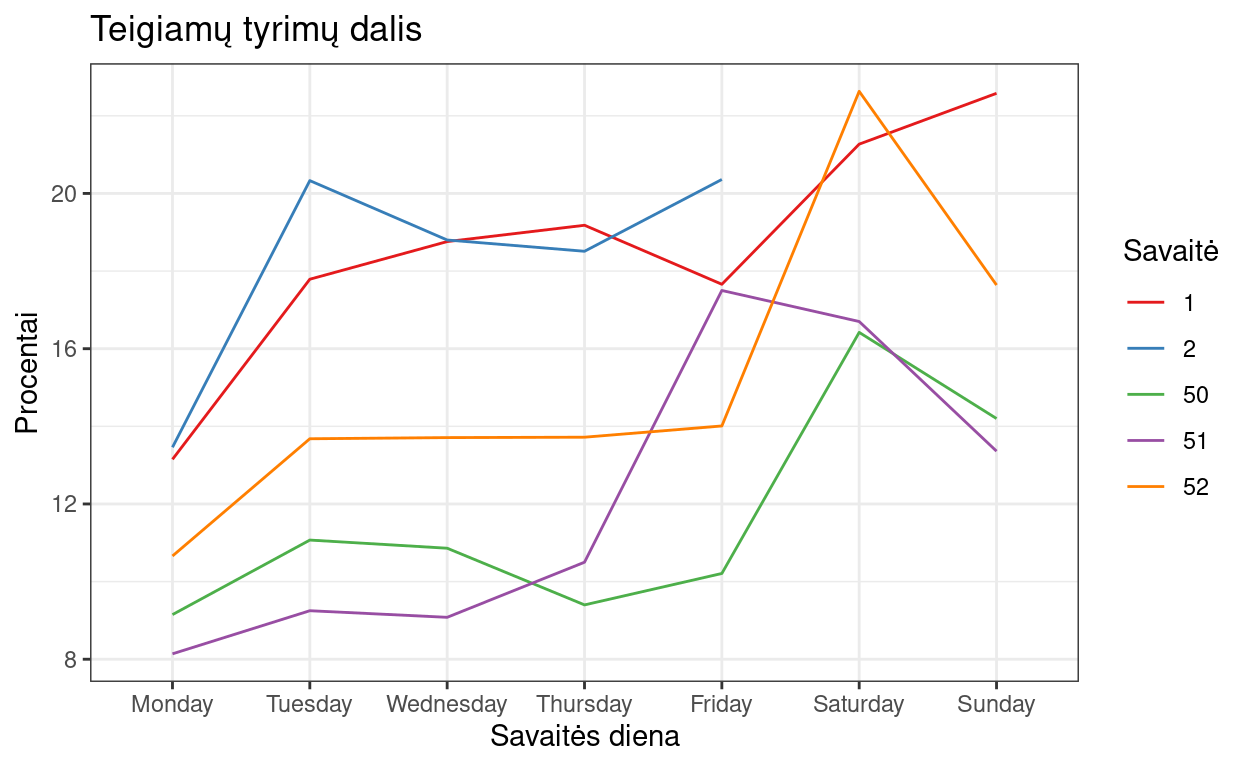 Teigiamų tyrimų dalis
Procentai
20
16
12
8
Monday Tuesday Wednesday Thursday Friday Saturday Sunday
Savaitės diena
Savaitė
1
2
50
51
52